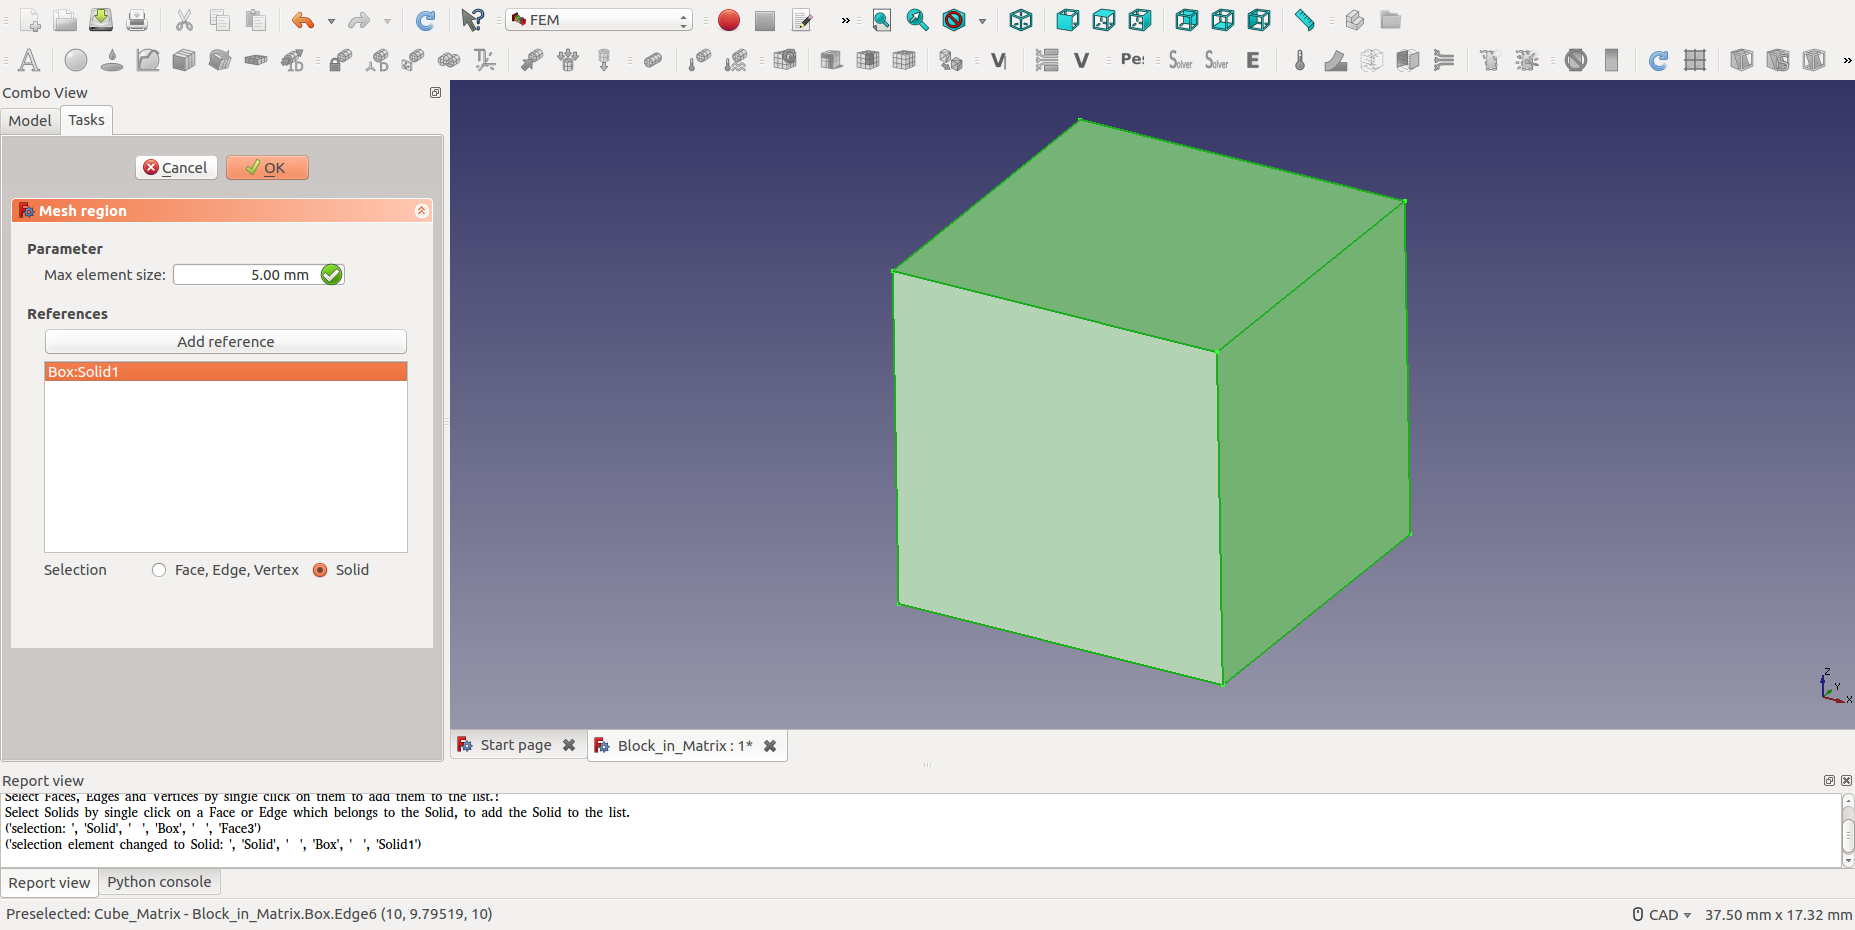 FEM
»
A
V
V
Pe:
Solver
Solver
E
»
Combo View
Model
Tasks
Cancel
OK
Mesh region
Parameter
Max element size:
5.00 mm
References
Add reference
Box:Solid1
Selection
Face, Edge, Vertex
Solid
Z
Y
X
Start page
Block_in_Matrix : 1*
Report view
Select Faces, Edges and Vertices by single click on them to add them to the list.!
Select Solids by single click on a Face or Edge which belongs to the Solid, to add the Solid to the list.
('selection: ', 'Solid', '  ', 'Box', '  ', 'Face3')
('selection element changed to Solid: ', 'Solid', '  ', 'Box', '  ', 'Solid1')
Report view
Python console
Preselected: Cube_Matrix - Block_in_Matrix.Box.Edge6 (10, 9.79519, 10)
CAD
37.50 mm x 17.32 mm